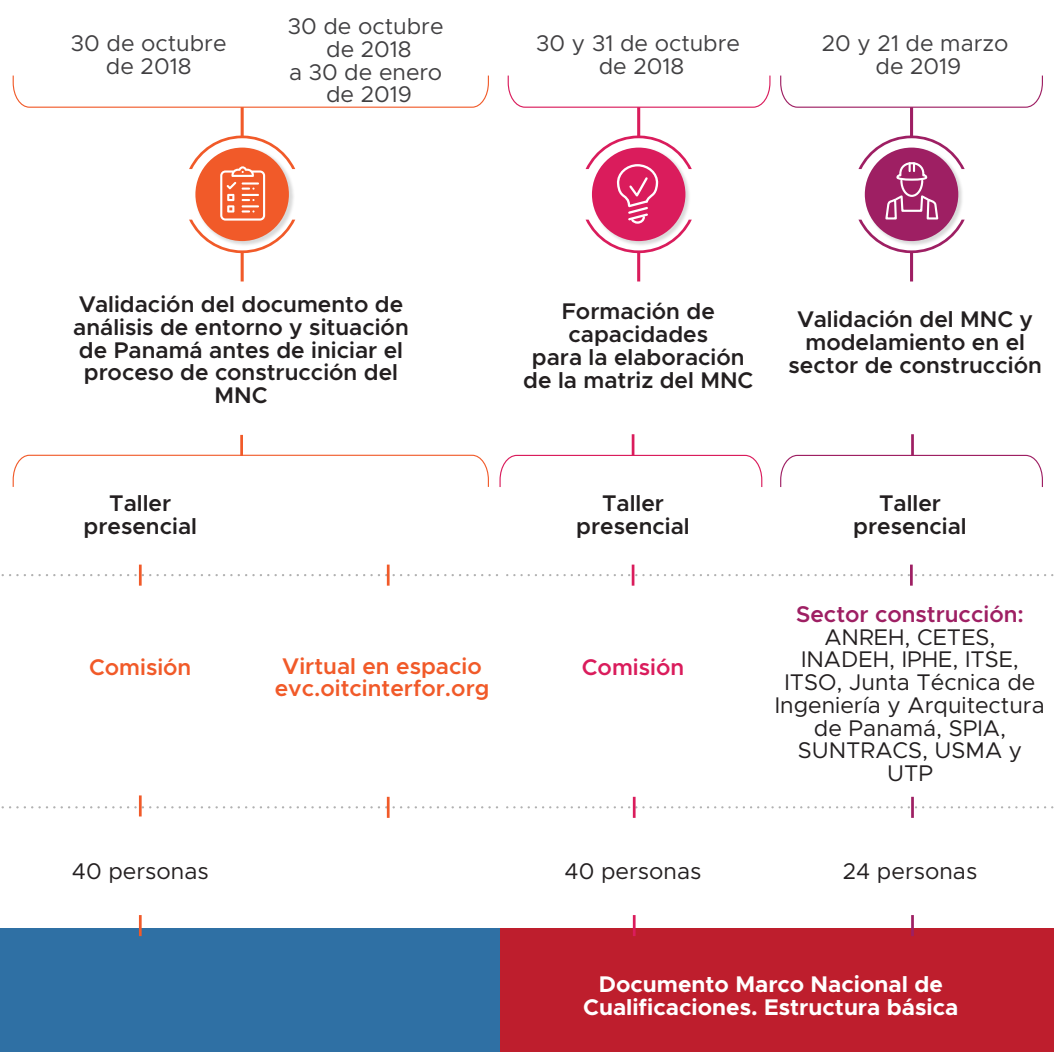 30 de octubre
de 2018
30 de octubre
de 2018
a 30 de enero
de 2019
30 y 31 de octubre
de 2018
20 y 21 de marzo
de 2019
Validación del documento de
análisis de entorno y situación
de Panamá antes de iniciar el
proceso de construcción del
MNC
Formación de
capacidades
para la elaboración
de la matriz del MNC
Validación del MNC y
modelamiento en el
sector de construcción
Taller
presencial
Taller
presencial
Taller
presencial
Comisión
Virtual en espacio
evc.oitcinterfor.org
Comisión
Sector construcción:
ANREH, CETES,
INADEH, IPHE, ITSE,
ITSO, Junta Técnica de
Ingeniería y Arquitectura
de Panamá, SPIA,
SUNTRACS, USMA y
UTP
40 personas
40 personas
24 personas
Documento Marco Nacional de
Cualificaciones. Estructura básica